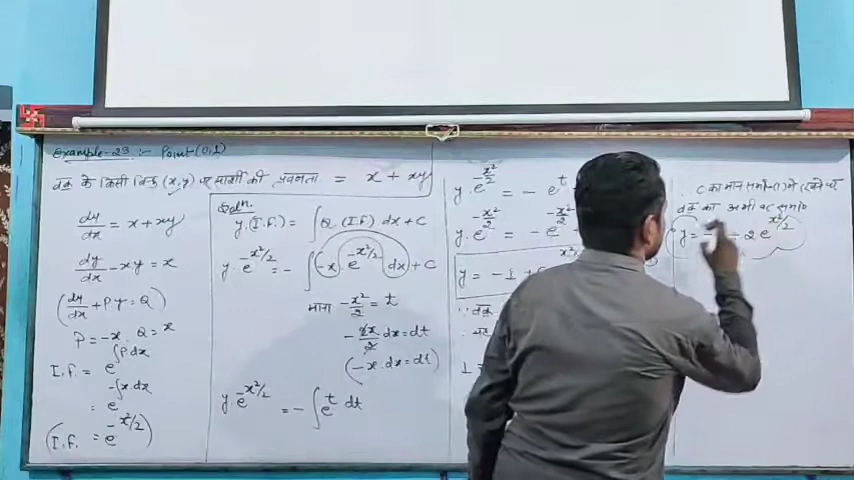 Example-23 :- Point (0,1)
वक्र के किसी बिन्दु (x,y) पर स्पर्शी की प्रवणता = x + xy
dy/dx = x + xy
dy/dx - xy = x
(dy/dx + Py = Q)
P = -x, Q = x
I.F. = e^∫P.dx
= e^-∫x dx
(I.F. = e^-x²/2)
Soln.
y.(I.F.) = ∫Q.(I.F.) dx + C
y.e^-x²/2 = - ∫-x.e^-x²/2 dx + C
माना -x²/2 = t
-2x/2 dx = dt
(-x.dx = dt)
y.e^-x²/2 = - ∫e^t dt
y.e^-x²/2 = - e^t
y.e^-x²/2 = - e^-x²/2
y = -1 +
∵ वक्र
1 =
C का मान समी० में रखने पर
वक्र का अभीष्ट समी०
y = - 2e^x²/2